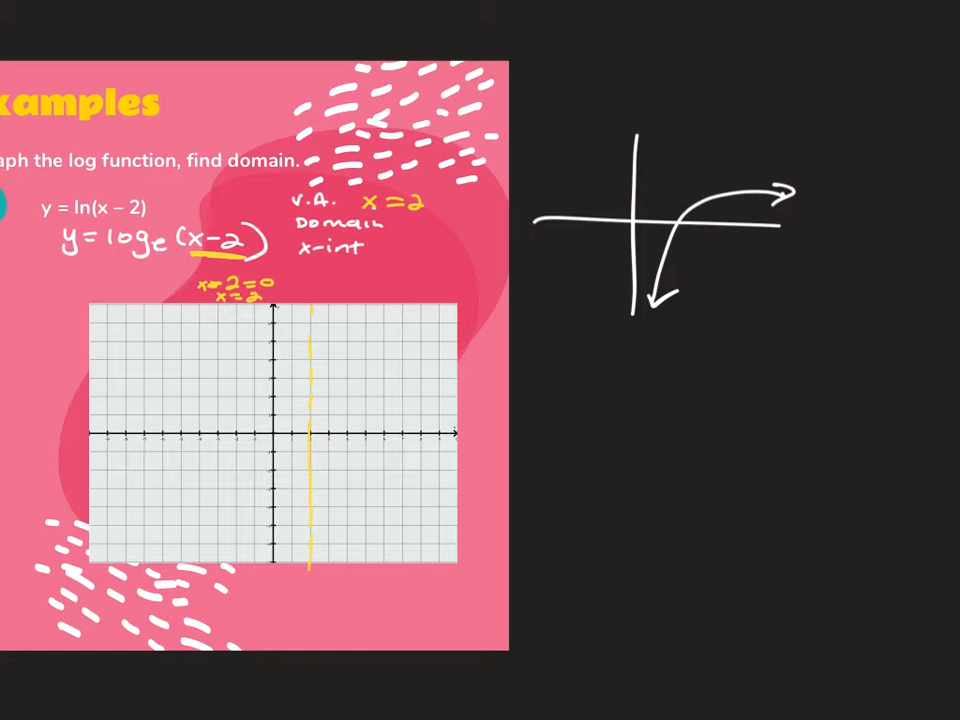 xamples
aph the log function, find domain.
y = ln(x – 2)
y = logₑ (x-2)
V.A. x = 2
Domain
x-int
x-2=0
x=2